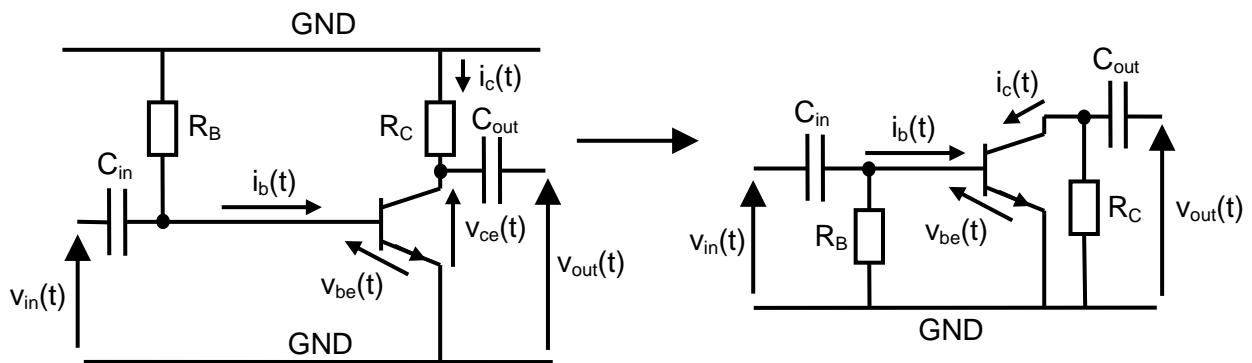 GND
i_c(t)
R_B
R_C
C_out
C_in
i_b(t)
v_ce(t)
v_be(t)
v_out(t)
v_in(t)
GND
C_out
i_c(t)
C_in
i_b(t)
R_B
v_be(t)
R_C
v_in(t)
v_out(t)
GND